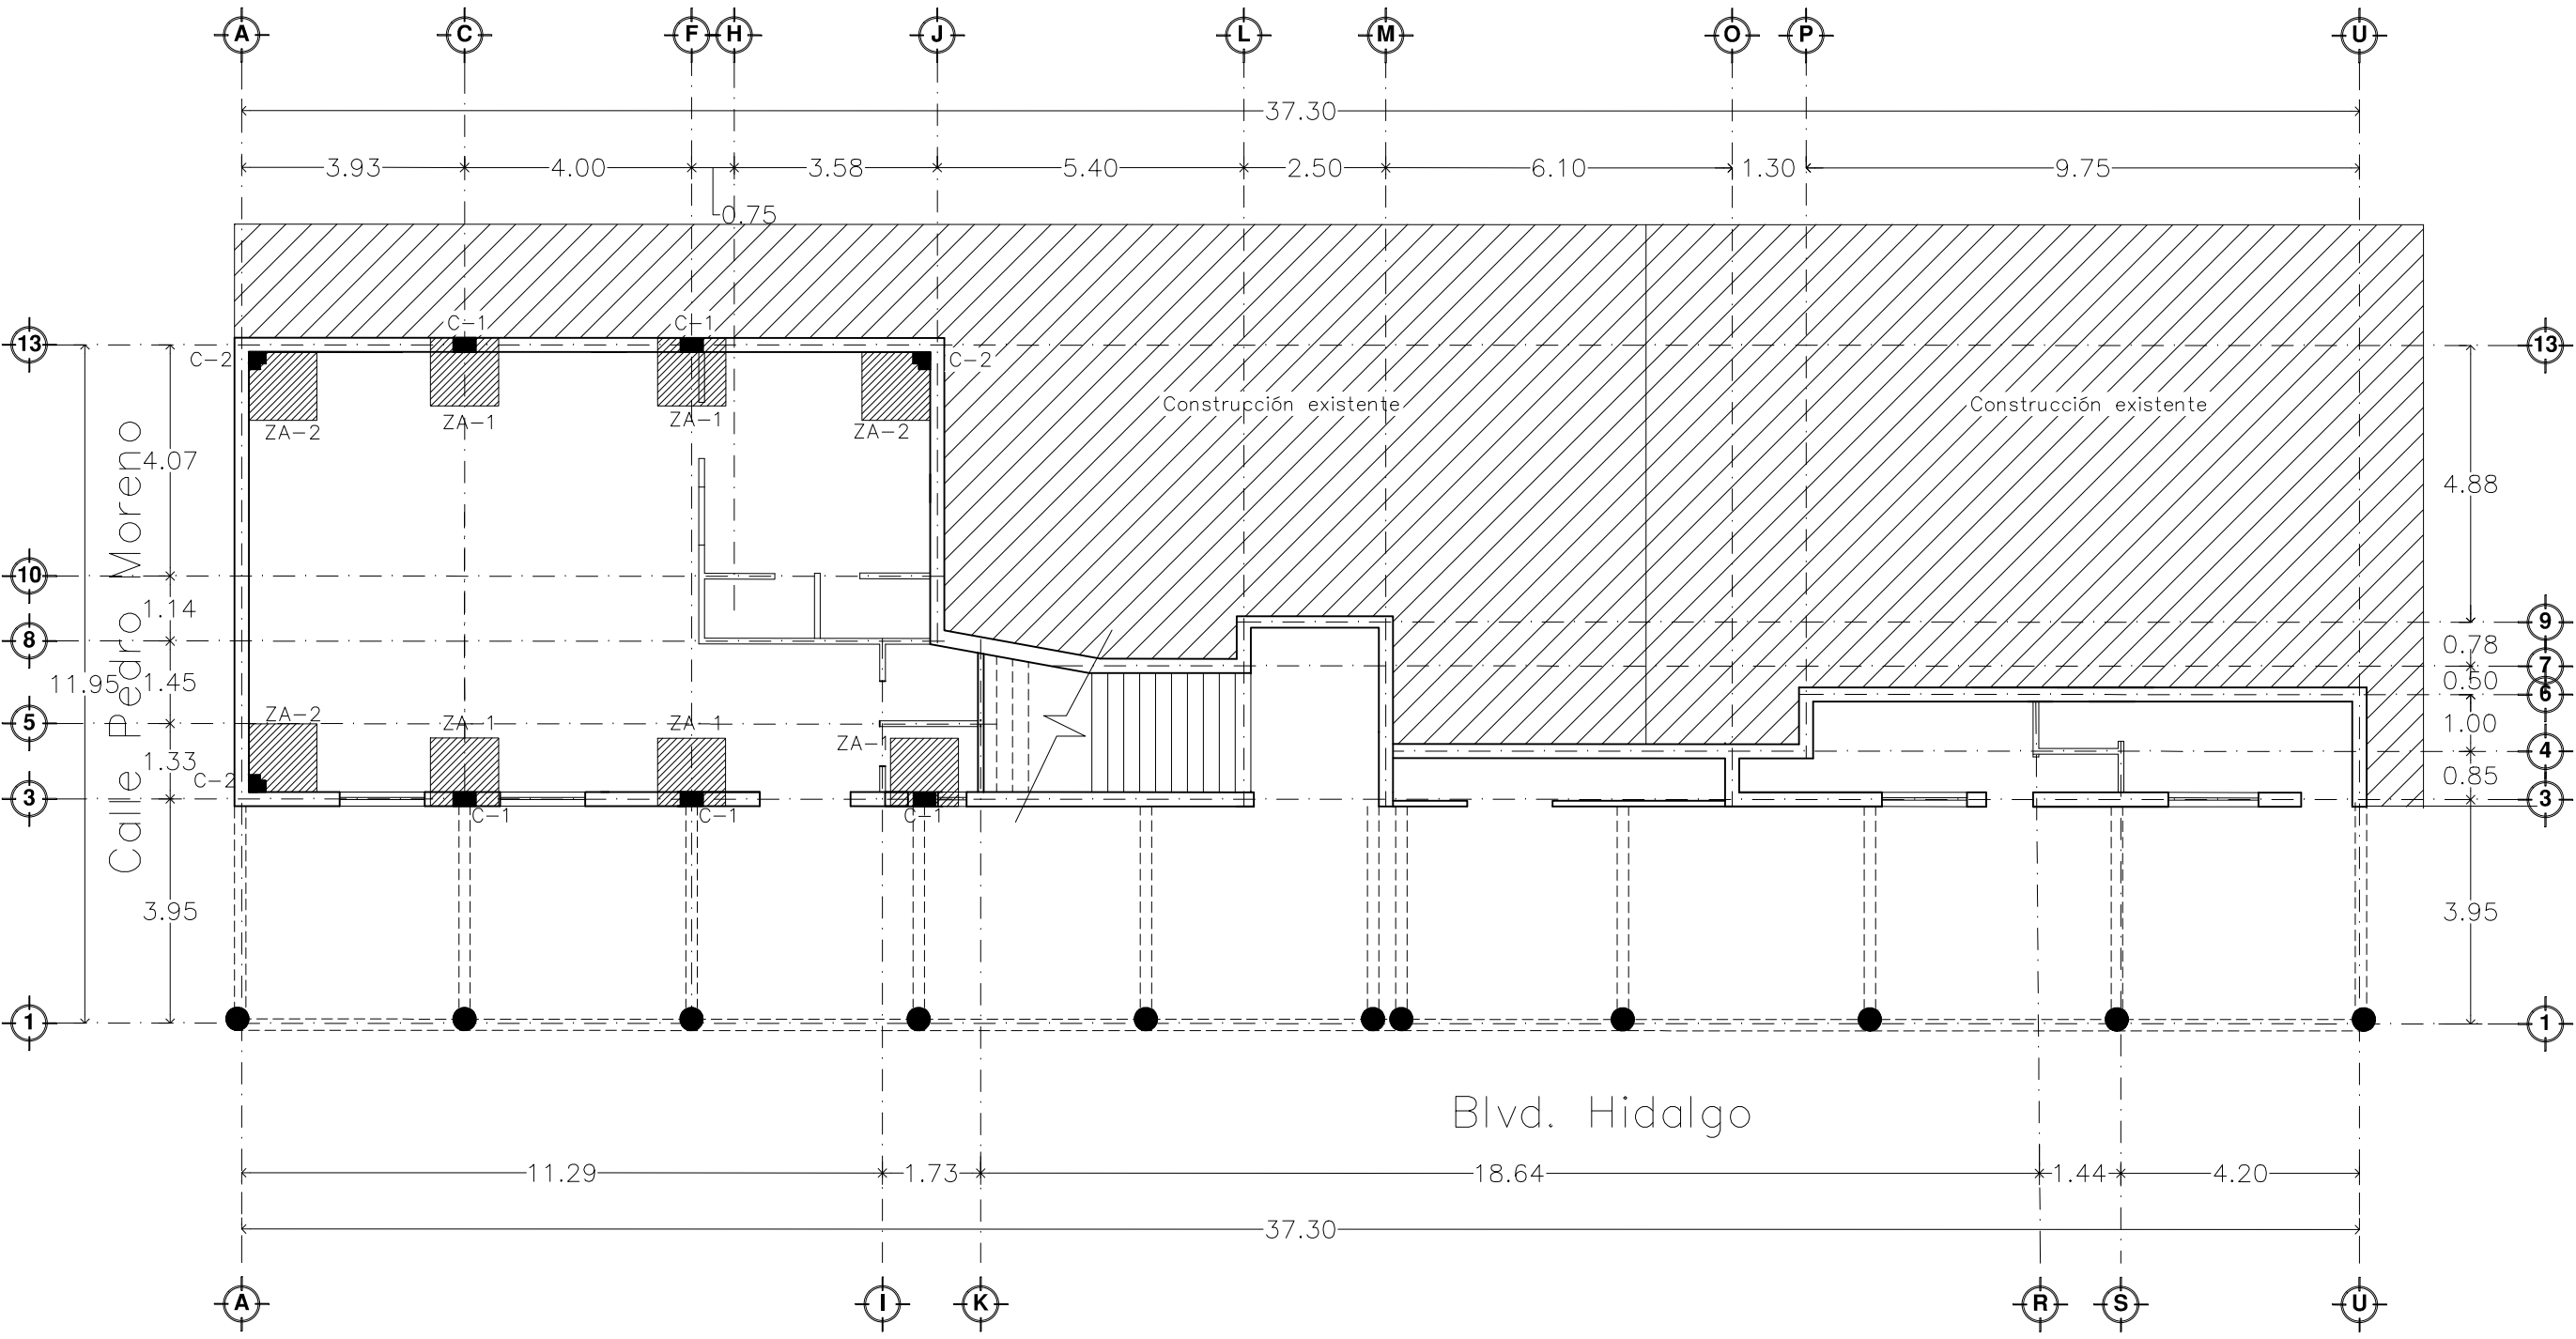 A C F H J L M O P U
37.30
3.93 4.00 3.58 5.40 2.50 6.10 1.30 9.75
0.75
C-1 C-1
13 13
C-2 C-2
Construcción existente Construcción existente
ZA-2 ZA-1 ZA-1 ZA-2
Calle Pedro Moreno
4.07 4.88
10
1.14
9
8 0.78
7
11.95 1.45 0.50
6
ZA-2 ZA-1 ZA-1
5 1.00
ZA-1
4
1.33
C-2 0.85
3 3
C-1 C-1 C-1
3.95 3.95
1 1
Blvd. Hidalgo
11.29 1.73 18.64 1.44 4.20
37.30
A I K R S U